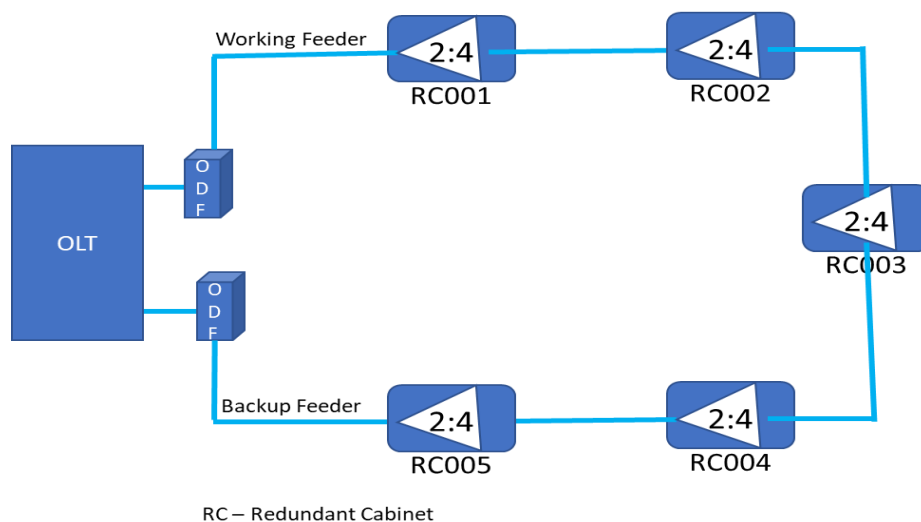 Working Feeder
2:4
RC001
2:4
RC002
O
D
F
OLT
2:4
RC003
O
D
F
Backup Feeder
2:4
RC005
2:4
RC004
RC – Redundant Cabinet